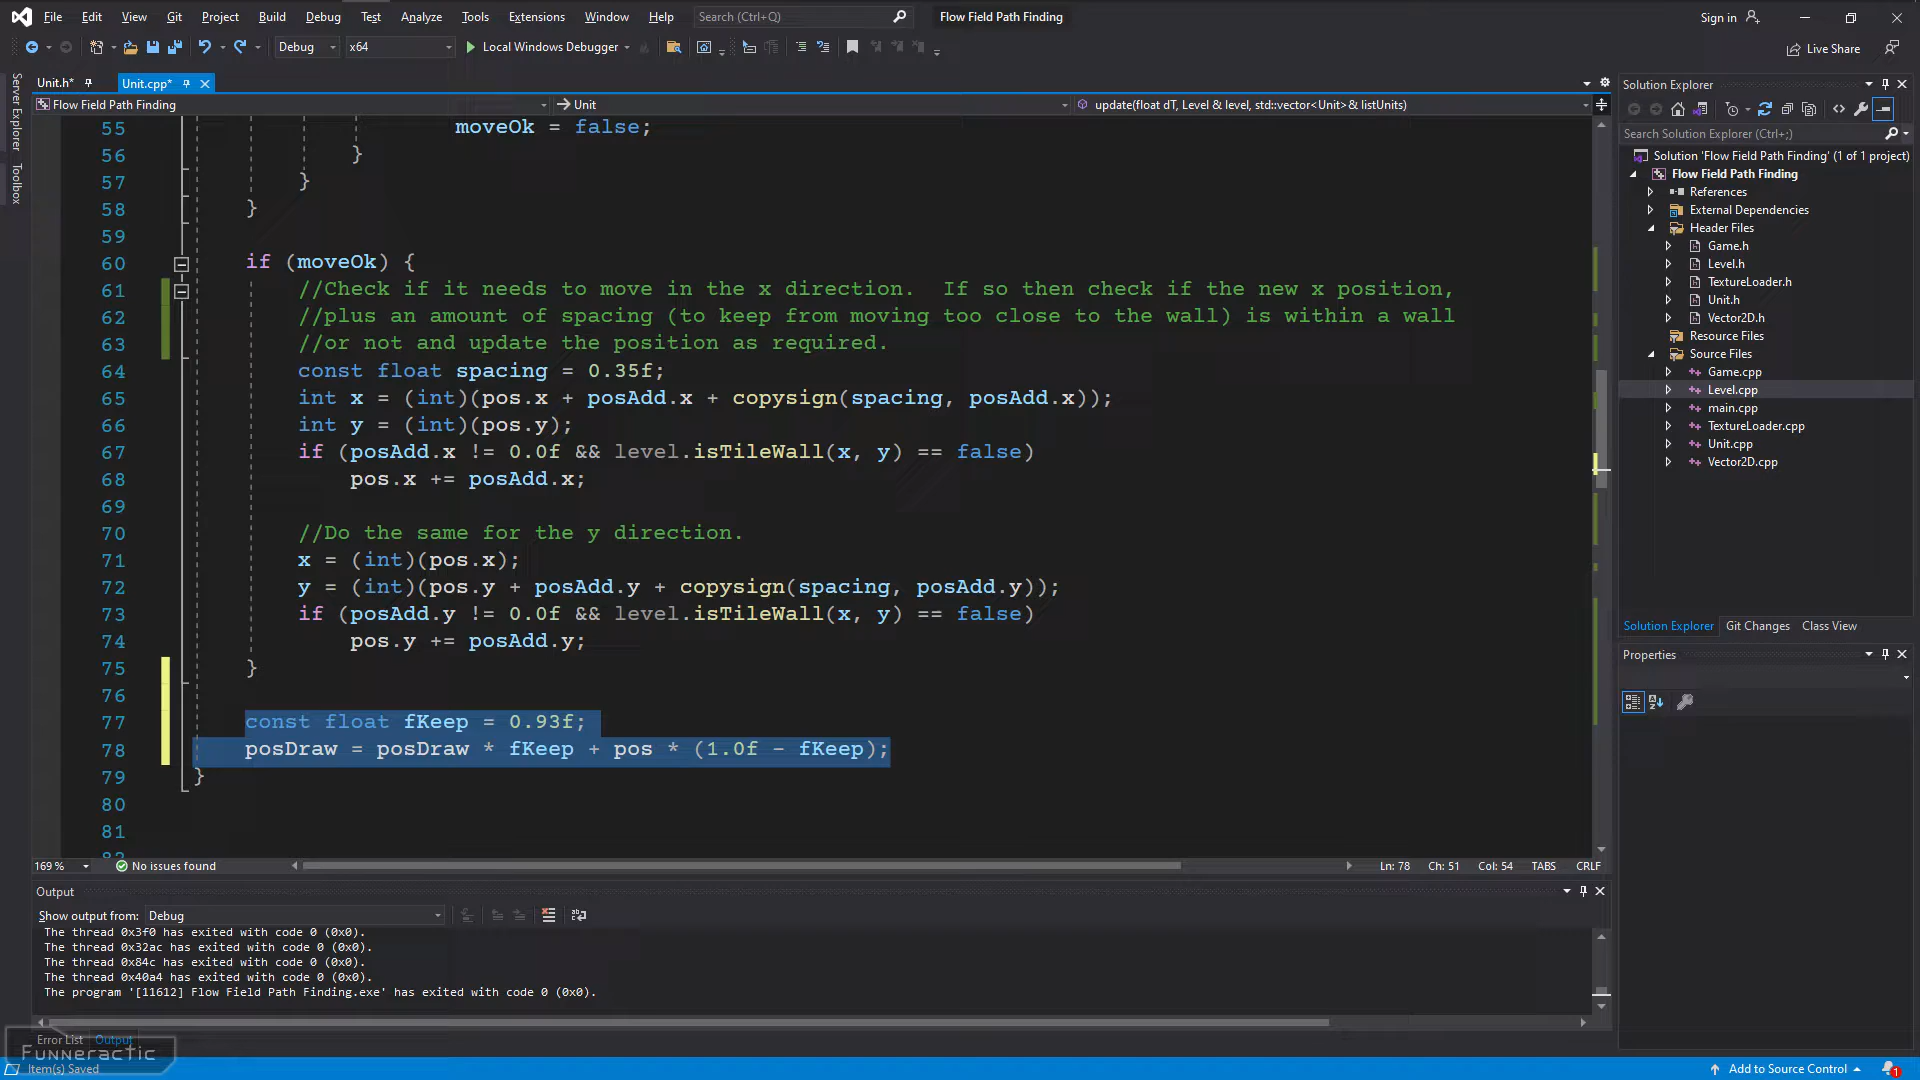 File Edit View Git Project Build Debug Test Analyze Tools Extensions Window Help Search (Ctrl+Q) Flow Field Path Finding Sign in
Debug x64 Local Windows Debugger Live Share
Unit.h* Unit.cpp*
Flow Field Path Finding Unit update(float dT, Level & level, std::vector<Unit>& listUnits)
Server Explorer
Toolbox
55 moveOk = false;
56 }
57 }
58 }
59
60 if (moveOk) {
61 //Check if it needs to move in the x direction.  If so then check if the new x position,
62 //plus an amount of spacing (to keep from moving too close to the wall) is within a wall
63 //or not and update the position as required.
64 const float spacing = 0.35f;
65 int x = (int)(pos.x + posAdd.x + copysign(spacing, posAdd.x));
66 int y = (int)(pos.y);
67 if (posAdd.x != 0.0f && level.isTileWall(x, y) == false)
68 pos.x += posAdd.x;
69
70 //Do the same for the y direction.
71 x = (int)(pos.x);
72 y = (int)(pos.y + posAdd.y + copysign(spacing, posAdd.y));
73 if (posAdd.y != 0.0f && level.isTileWall(x, y) == false)
74 pos.y += posAdd.y;
75 }
76
77 const float fKeep = 0.93f;
78 posDraw = posDraw * fKeep + pos * (1.0f - fKeep);
79 }
80
81
169 % No issues found Ln: 78 Ch: 51 Col: 54 TABS CRLF
Output
Show output from: Debug
The thread 0x3f0 has exited with code 0 (0x0).
The thread 0x32ac has exited with code 0 (0x0).
The thread 0x84c has exited with code 0 (0x0).
The thread 0x40a4 has exited with code 0 (0x0).
The program '[11612] Flow Field Path Finding.exe' has exited with code 0 (0x0).
Error List Output
Funneractic
Item(s) Saved Add to Source Control 1
Solution Explorer
Search Solution Explorer (Ctrl+;)
Solution 'Flow Field Path Finding' (1 of 1 project)
Flow Field Path Finding
References
External Dependencies
Header Files
Game.h
Level.h
TextureLoader.h
Unit.h
Vector2D.h
Resource Files
Source Files
Game.cpp
Level.cpp
main.cpp
TextureLoader.cpp
Unit.cpp
Vector2D.cpp
Solution Explorer Git Changes Class View
Properties